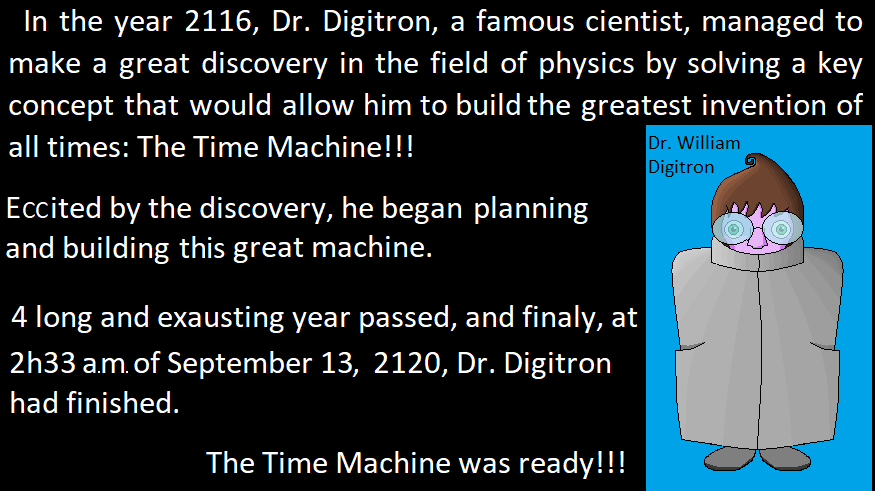 In the year 2116, Dr. Digitron, a famous cientist, managed to
make a great discovery in the field of physics by solving a key
concept that would allow him to build the greatest invention of
all times: The Time Machine!!!
Dr. William
Digitron
Eccited by the discovery, he began planning
and building this great machine.
4 long and exausting year passed, and finaly, at
2h33 a.m. of September 13, 2120, Dr. Digitron
had finished.
The Time Machine was ready!!!